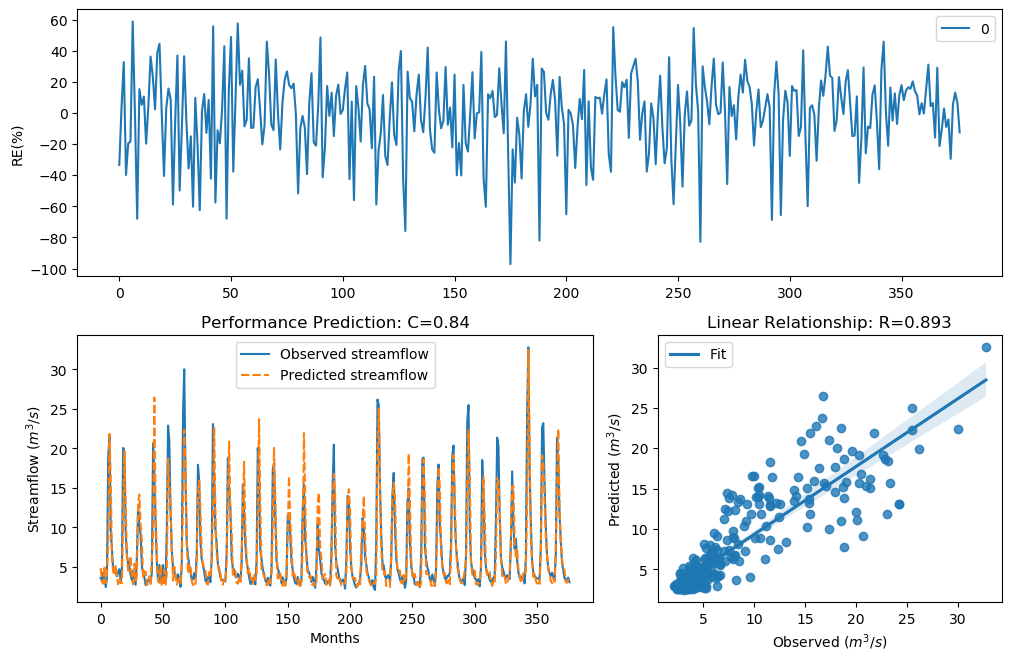 60
40
20
0
−20
−40
−60
−80
−100
RE(%)
0
0 50 100 150 200 250 300 350
Performance Prediction: C=0.84
Observed streamflow
Predicted streamflow
30
25
20
15
10
5
Streamflow (m³/s)
0 50 100 150 200 250 300 350
Months
Linear Relationship: R=0.893
Fit
30
25
20
15
10
5
Predicted (m³/s)
5 10 15 20 25 30
Observed (m³/s)